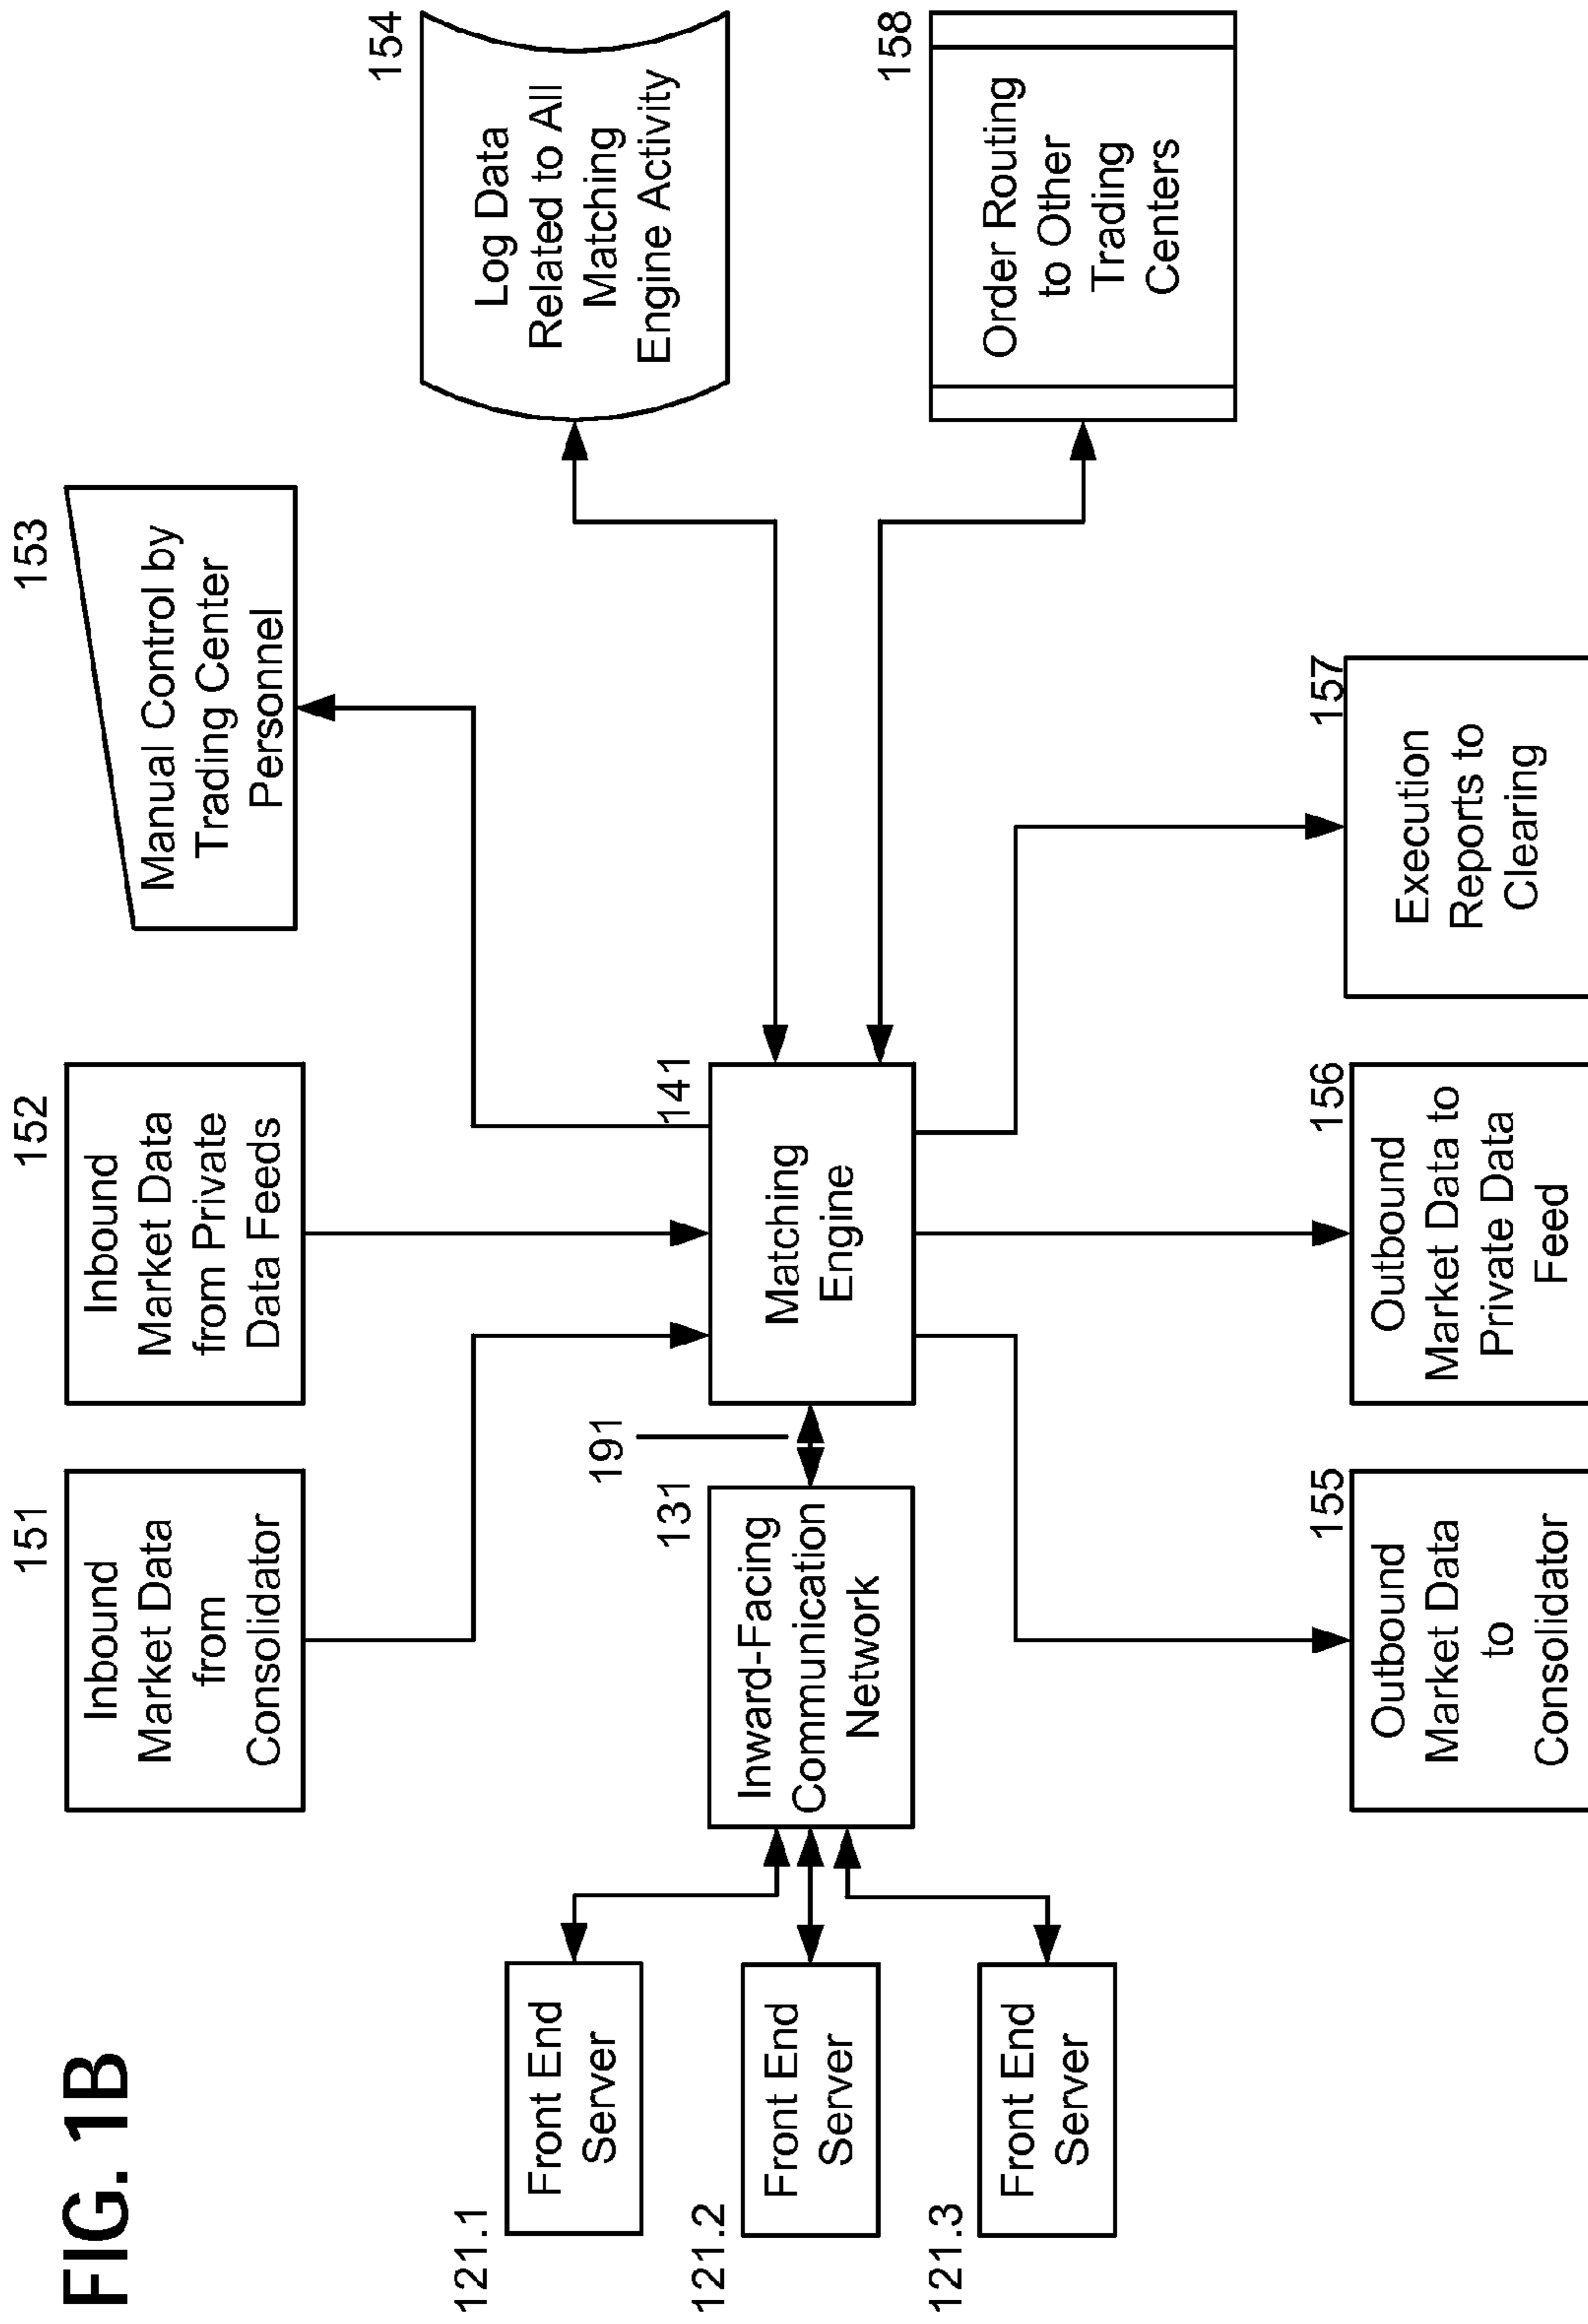 FIG. 1B
151
Inbound
Market Data
from
Consolidator
152
Inbound
Market Data
from Private
Data Feeds
153
Manual Control by
Trading Center
Personnel
154
Log Data
Related to All
Matching
Engine Activity
121.1
Front End
Server
121.2
Front End
Server
121.3
Front End
Server
131
Inward-Facing
Communication
Network
191
141
Matching
Engine
158
Order Routing
to Other
Trading
Centers
155
Outbound
Market Data
to
Consolidator
156
Outbound
Market Data to
Private Data
Feed
157
Execution
Reports to
Clearing